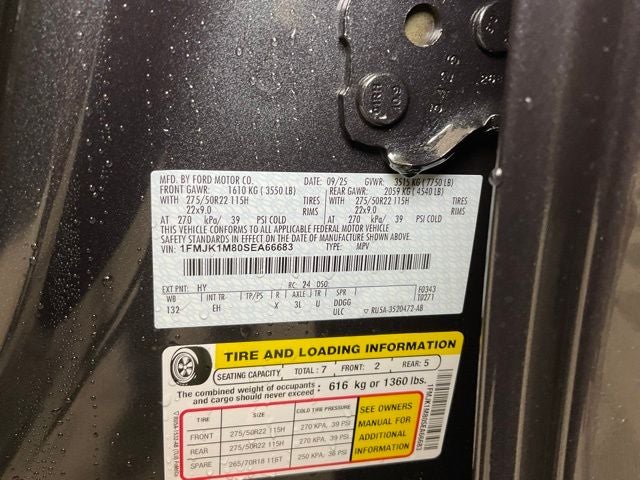 MFD. BY FORD MOTOR CO. DATE: 09/25 GVWR: 3515 KG ( 7750 LB)
FRONT GAWR: 1610 KG ( 3550 LB) REAR GAWR: 2059 KG ( 4540 LB)
WITH 275/50R22 115H TIRES WITH 275/50R22 115H TIRES
22x9.0 RIMS 22x9.0 RIMS
AT 270 kPa/ 39 PSI COLD AT 270 kPa/ 39 PSI COLD
THIS VEHICLE CONFORMS TO ALL APPLICABLE FEDERAL MOTOR VEHICLE
SAFETY STANDARDS IN EFFECT ON THE DATE OF MANUFACTURE SHOWN ABOVE.
VIN: 1FMJK1M80SEA66683 TYPE: MPV
EXT PNT: HY RC: 24 DSO: F0343
WB TRIM TP/PS R AXLE TR SPR 10271
132 EH X 3L U DDGG
ULC ▽ RU5A-3520472-AB
TIRE AND LOADING INFORMATION
SEATING CAPACITY TOTAL : 7 FRONT: 2 REAR: 5
The combined weight of occupants and cargo should never exceed : 616 kg or 1360 lbs.
TIRE SIZE COLD TIRE PRESSURE
FRONT 275/50R22 115H 270 KPA, 39 PSI
REAR 275/50R22 115H 270 KPA, 39 PSI
SPARE 265/70R18 116T 250 KPA, 36 PSI
SEE OWNERS
MANUAL FOR
ADDITIONAL
INFORMATION
1FMJK1M80SEA66683